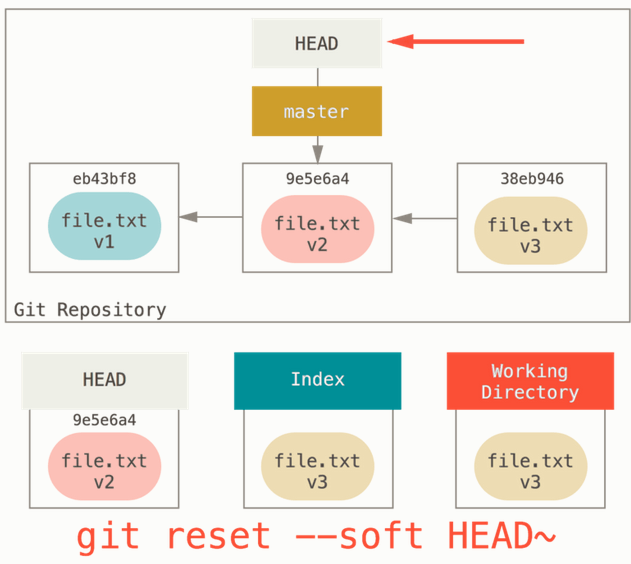 HEAD
master
eb43bf8
9e5e6a4
38eb946
file.txt
v1
file.txt
v2
file.txt
v3
Git Repository
HEAD
Index
Working
Directory
9e5e6a4
file.txt
v2
file.txt
v3
file.txt
v3
git reset --soft HEAD~